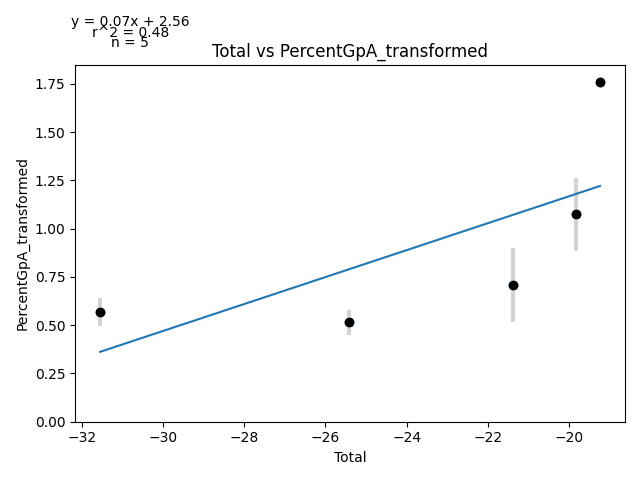 y = 0.07x + 2.56
r^2 = 0.48
n = 5
Total vs PercentGpA_transformed
PercentGpA_transformed
1.75
1.50
1.25
1.00
0.75
0.50
0.25
0.00
−32 −30 −28 −26 −24 −22 −20
Total